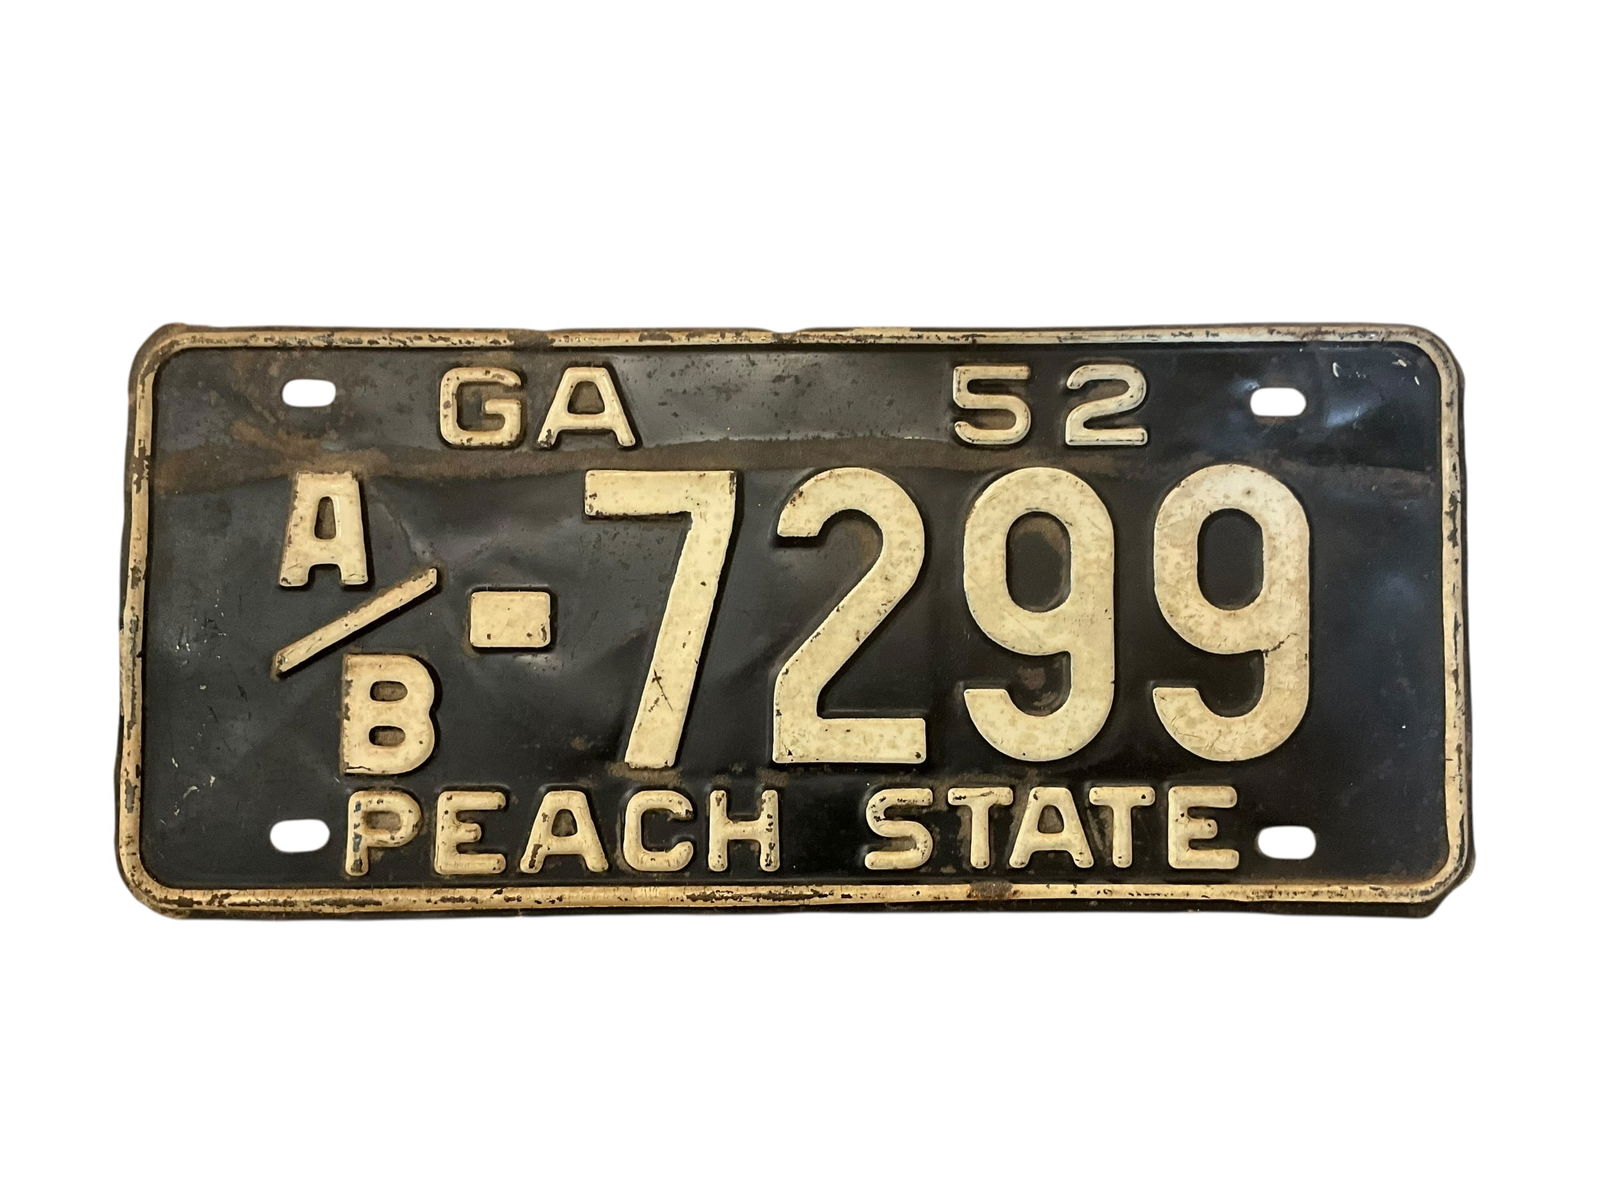 GA 52
A/B-7299
PEACH STATE